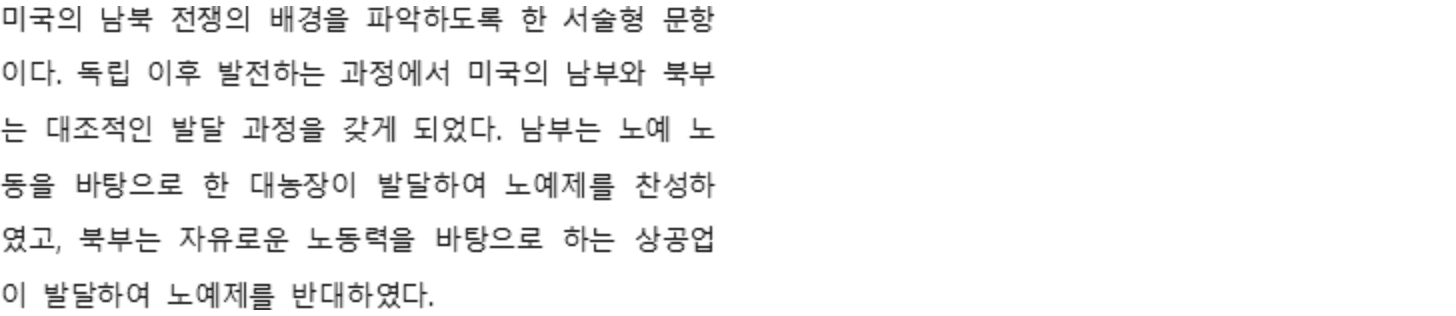 미국의 남북 전쟁의 배경을 파악하도록 한 서술형 문항
이다. 독립 이후 발전하는 과정에서 미국의 남부와 북부
는 대조적인 발달 과정을 갖게 되었다. 남부는 노예 노
동을 바탕으로 한 대농장이 발달하여 노예제를 찬성하
였고, 북부는 자유로운 노동력을 바탕으로 하는 상공업
이 발달하여 노예제를 반대하였다.